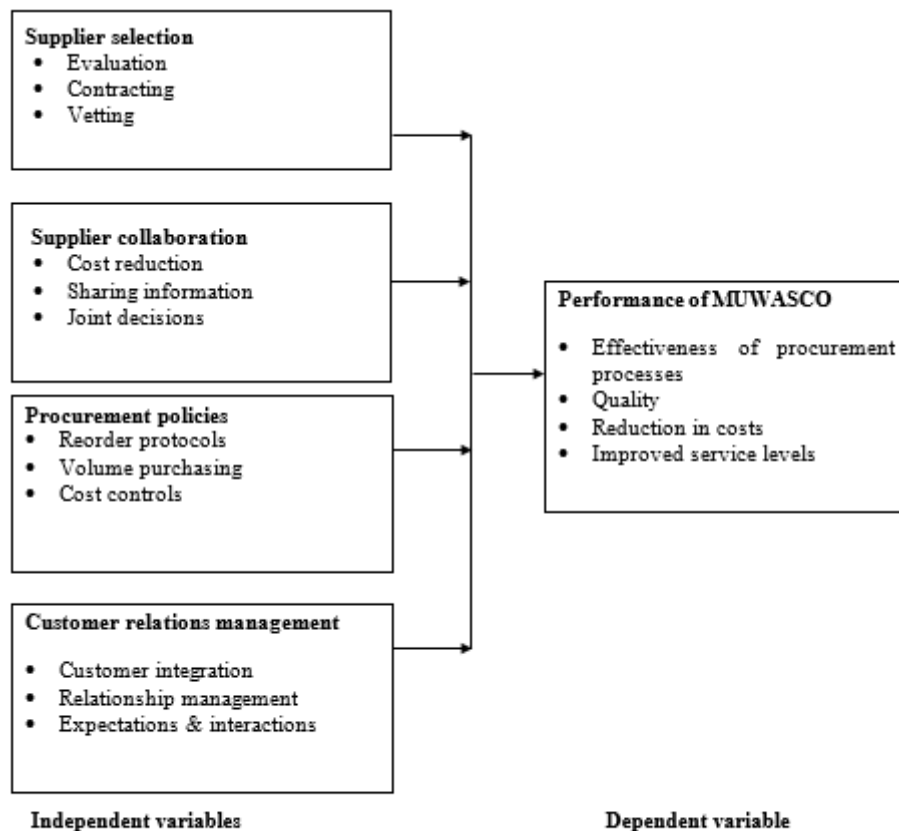 Supplier selection
• Evaluation
• Contracting
• Vetting
Supplier collaboration
• Cost reduction
• Sharing information
• Joint decisions
Procurement policies
• Reorder protocols
• Volume purchasing
• Cost controls
Customer relations management
• Customer integration
• Relationship management
• Expectations & interactions
Independent variables
Performance of MUWASCO
• Effectiveness of procurement
processes
• Quality
• Reduction in costs
• Improved service levels
Dependent variable